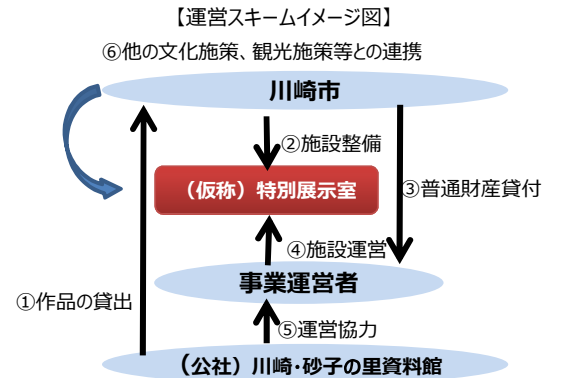 【運営スキームイメージ図】
⑥他の文化施策、観光施策等との連携
川崎市
②施設整備
（仮称）特別展示室
③普通財産貸付
④施設運営
事業運営者
①作品の貸出
⑤運営協力
（公社）川崎・砂子の里資料館